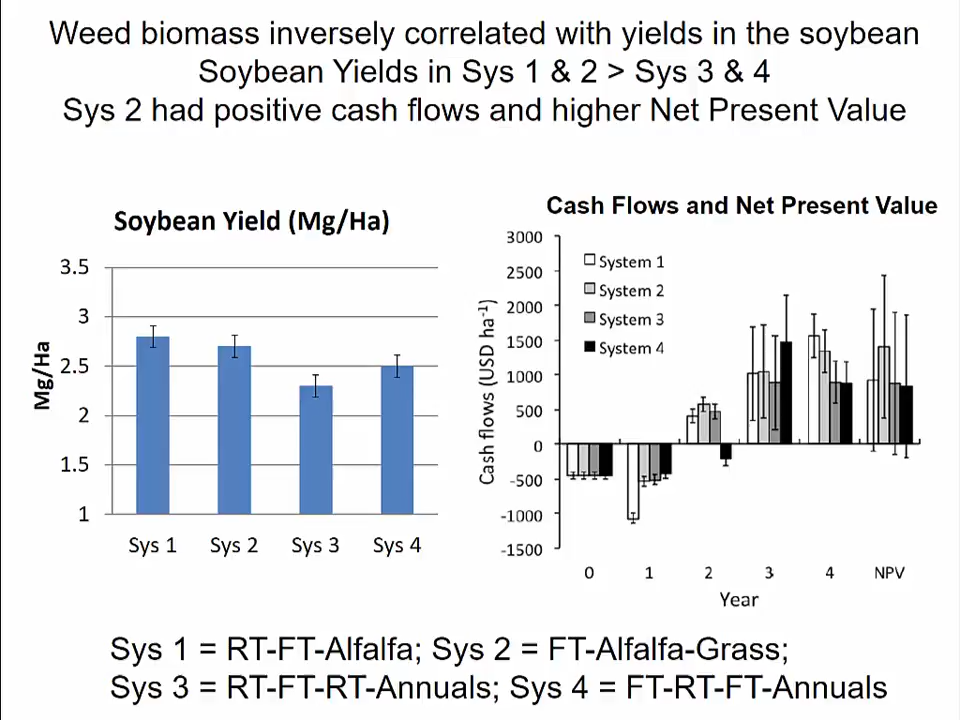 Weed biomass inversely correlated with yields in the soybean
Soybean Yields in Sys 1 & 2 > Sys 3 & 4
Sys 2 had positive cash flows and higher Net Present Value
Soybean Yield (Mg/Ha)
3.5
3
2.5
2
1.5
1
Mg/Ha
Sys 1 Sys 2 Sys 3 Sys 4
Cash Flows and Net Present Value
3000
2500
2000
1500
1000
500
0
-500
-1000
-1500
Cash flows (USD ha⁻¹)
System 1
System 2
System 3
System 4
0 1 2 3 4 NPV
Year
Sys 1 = RT-FT-Alfalfa; Sys 2 = FT-Alfalfa-Grass;
Sys 3 = RT-FT-RT-Annuals; Sys 4 = FT-RT-FT-Annuals